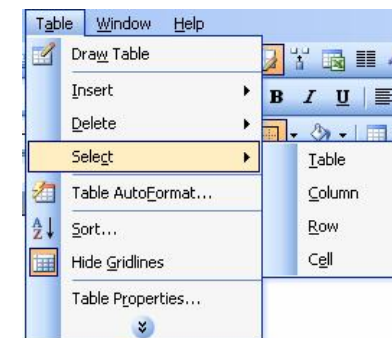 Table Window Help
Draw Table
Insert
Delete
Select
Table AutoFormat...
Sort...
Hide Gridlines
Table Properties...
B I U
Table
Column
Row
Cell
A
Z